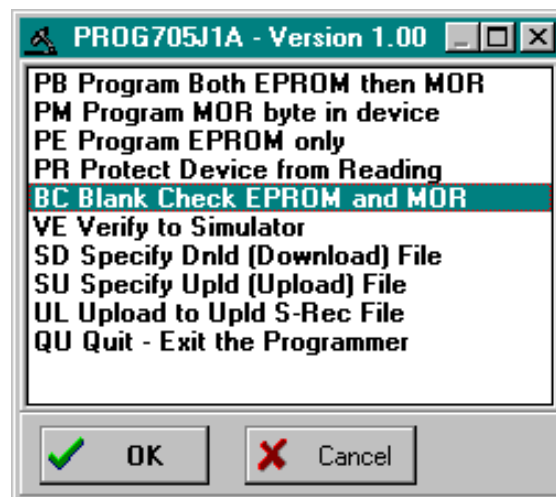 PROG705J1A - Version 1.00
PB Program Both EPROM then MOR
PM Program MOR byte in device
PE Program EPROM only
PR Protect Device from Reading
BC Blank Check EPROM and MOR
VE Verify to Simulator
SD Specify Dnld (Download) File
SU Specify Upld (Upload) File
UL Upload to Upld S-Rec File
QU Quit - Exit the Programmer
OK
Cancel